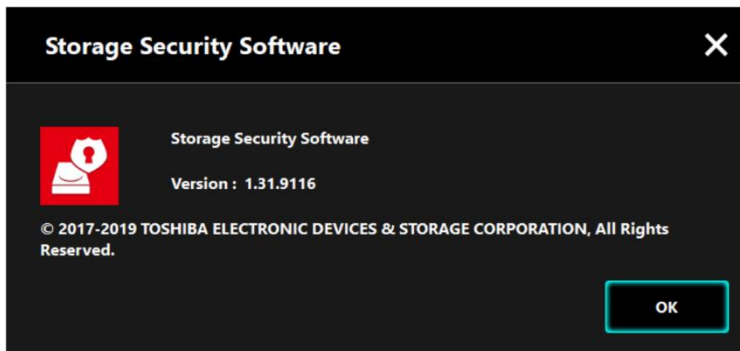 Storage Security Software
Storage Security Software
Version : 1.31.9116
© 2017-2019 TOSHIBA ELECTRONIC DEVICES & STORAGE CORPORATION, All Rights
Reserved.
OK